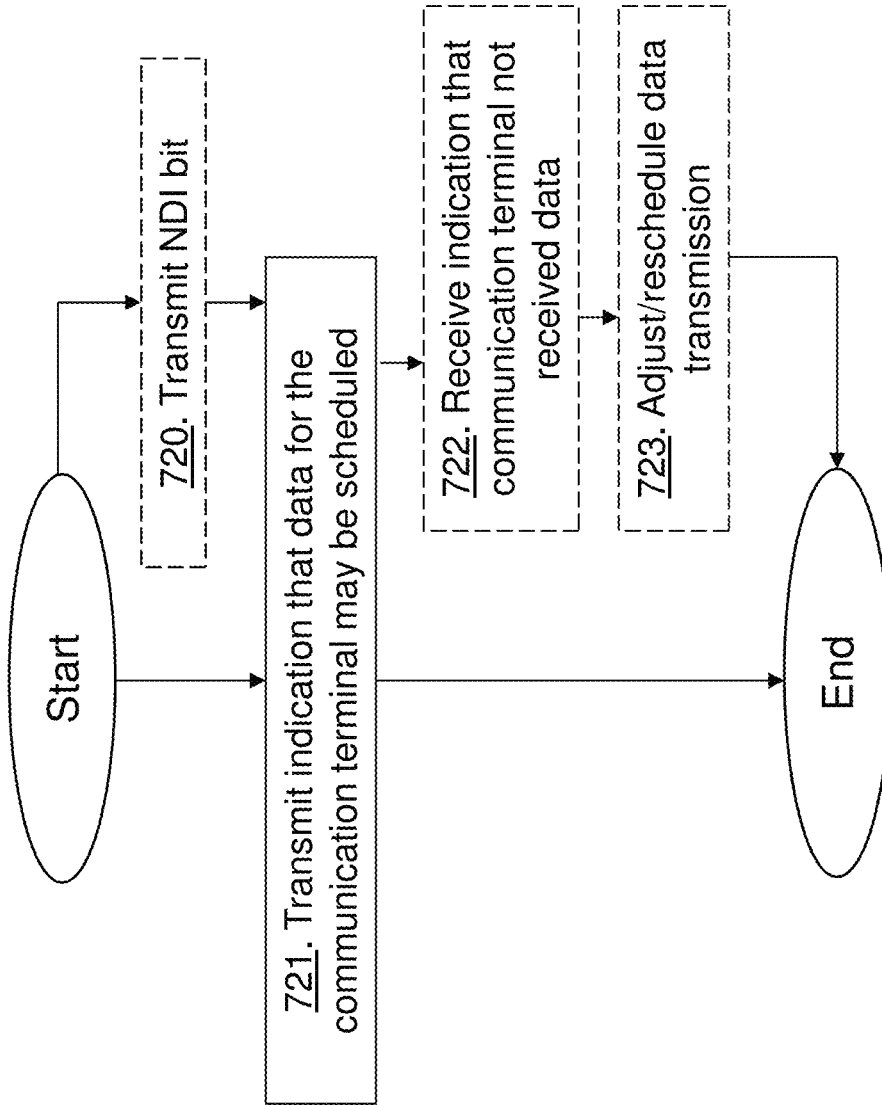 Start
720. Transmit NDI bit
721. Transmit indication that data for the
communication terminal may be scheduled
722. Receive indication that
communication terminal not
received data
723. Adjust/reschedule data
transmission
End